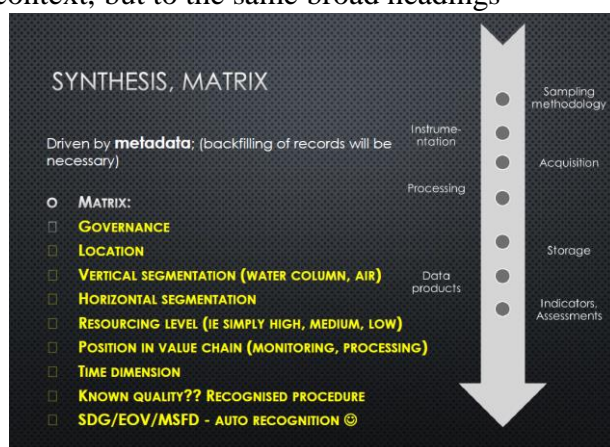 context, but to the same broad headings
SYNTHESIS, MATRIX
Driven by metadata; (backfilling of records will be
necessary)
MATRIX:
GOVERNANCE
LOCATION
VERTICAL SEGMENTATION (WATER COLUMN, AIR)
HORIZONTAL SEGMENTATION
RESOURCING LEVEL (IE SIMPLY HIGH, MEDIUM, LOW)
POSITION IN VALUE CHAIN (MONITORING, PROCESSING)
TIME DIMENSION
KNOWN QUALITY?? RECOGNISED PROCEDURE
SDG/EOV/MSFD - AUTO RECOGNITION ☺
Sampling
methodology
Instrume-
ntation
Acquisition
Processing
Storage
Data
products
Indicators,
Assessments